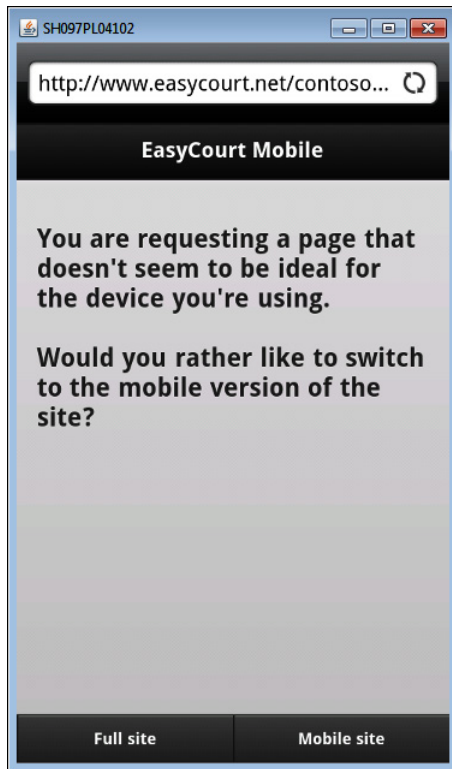 SH097PL04102
http://www.easycourt.net/contoso...
EasyCourt Mobile
You are requesting a page that
doesn't seem to be ideal for
the device you're using.
Would you rather like to switch
to the mobile version of the
site?
Full site Mobile site